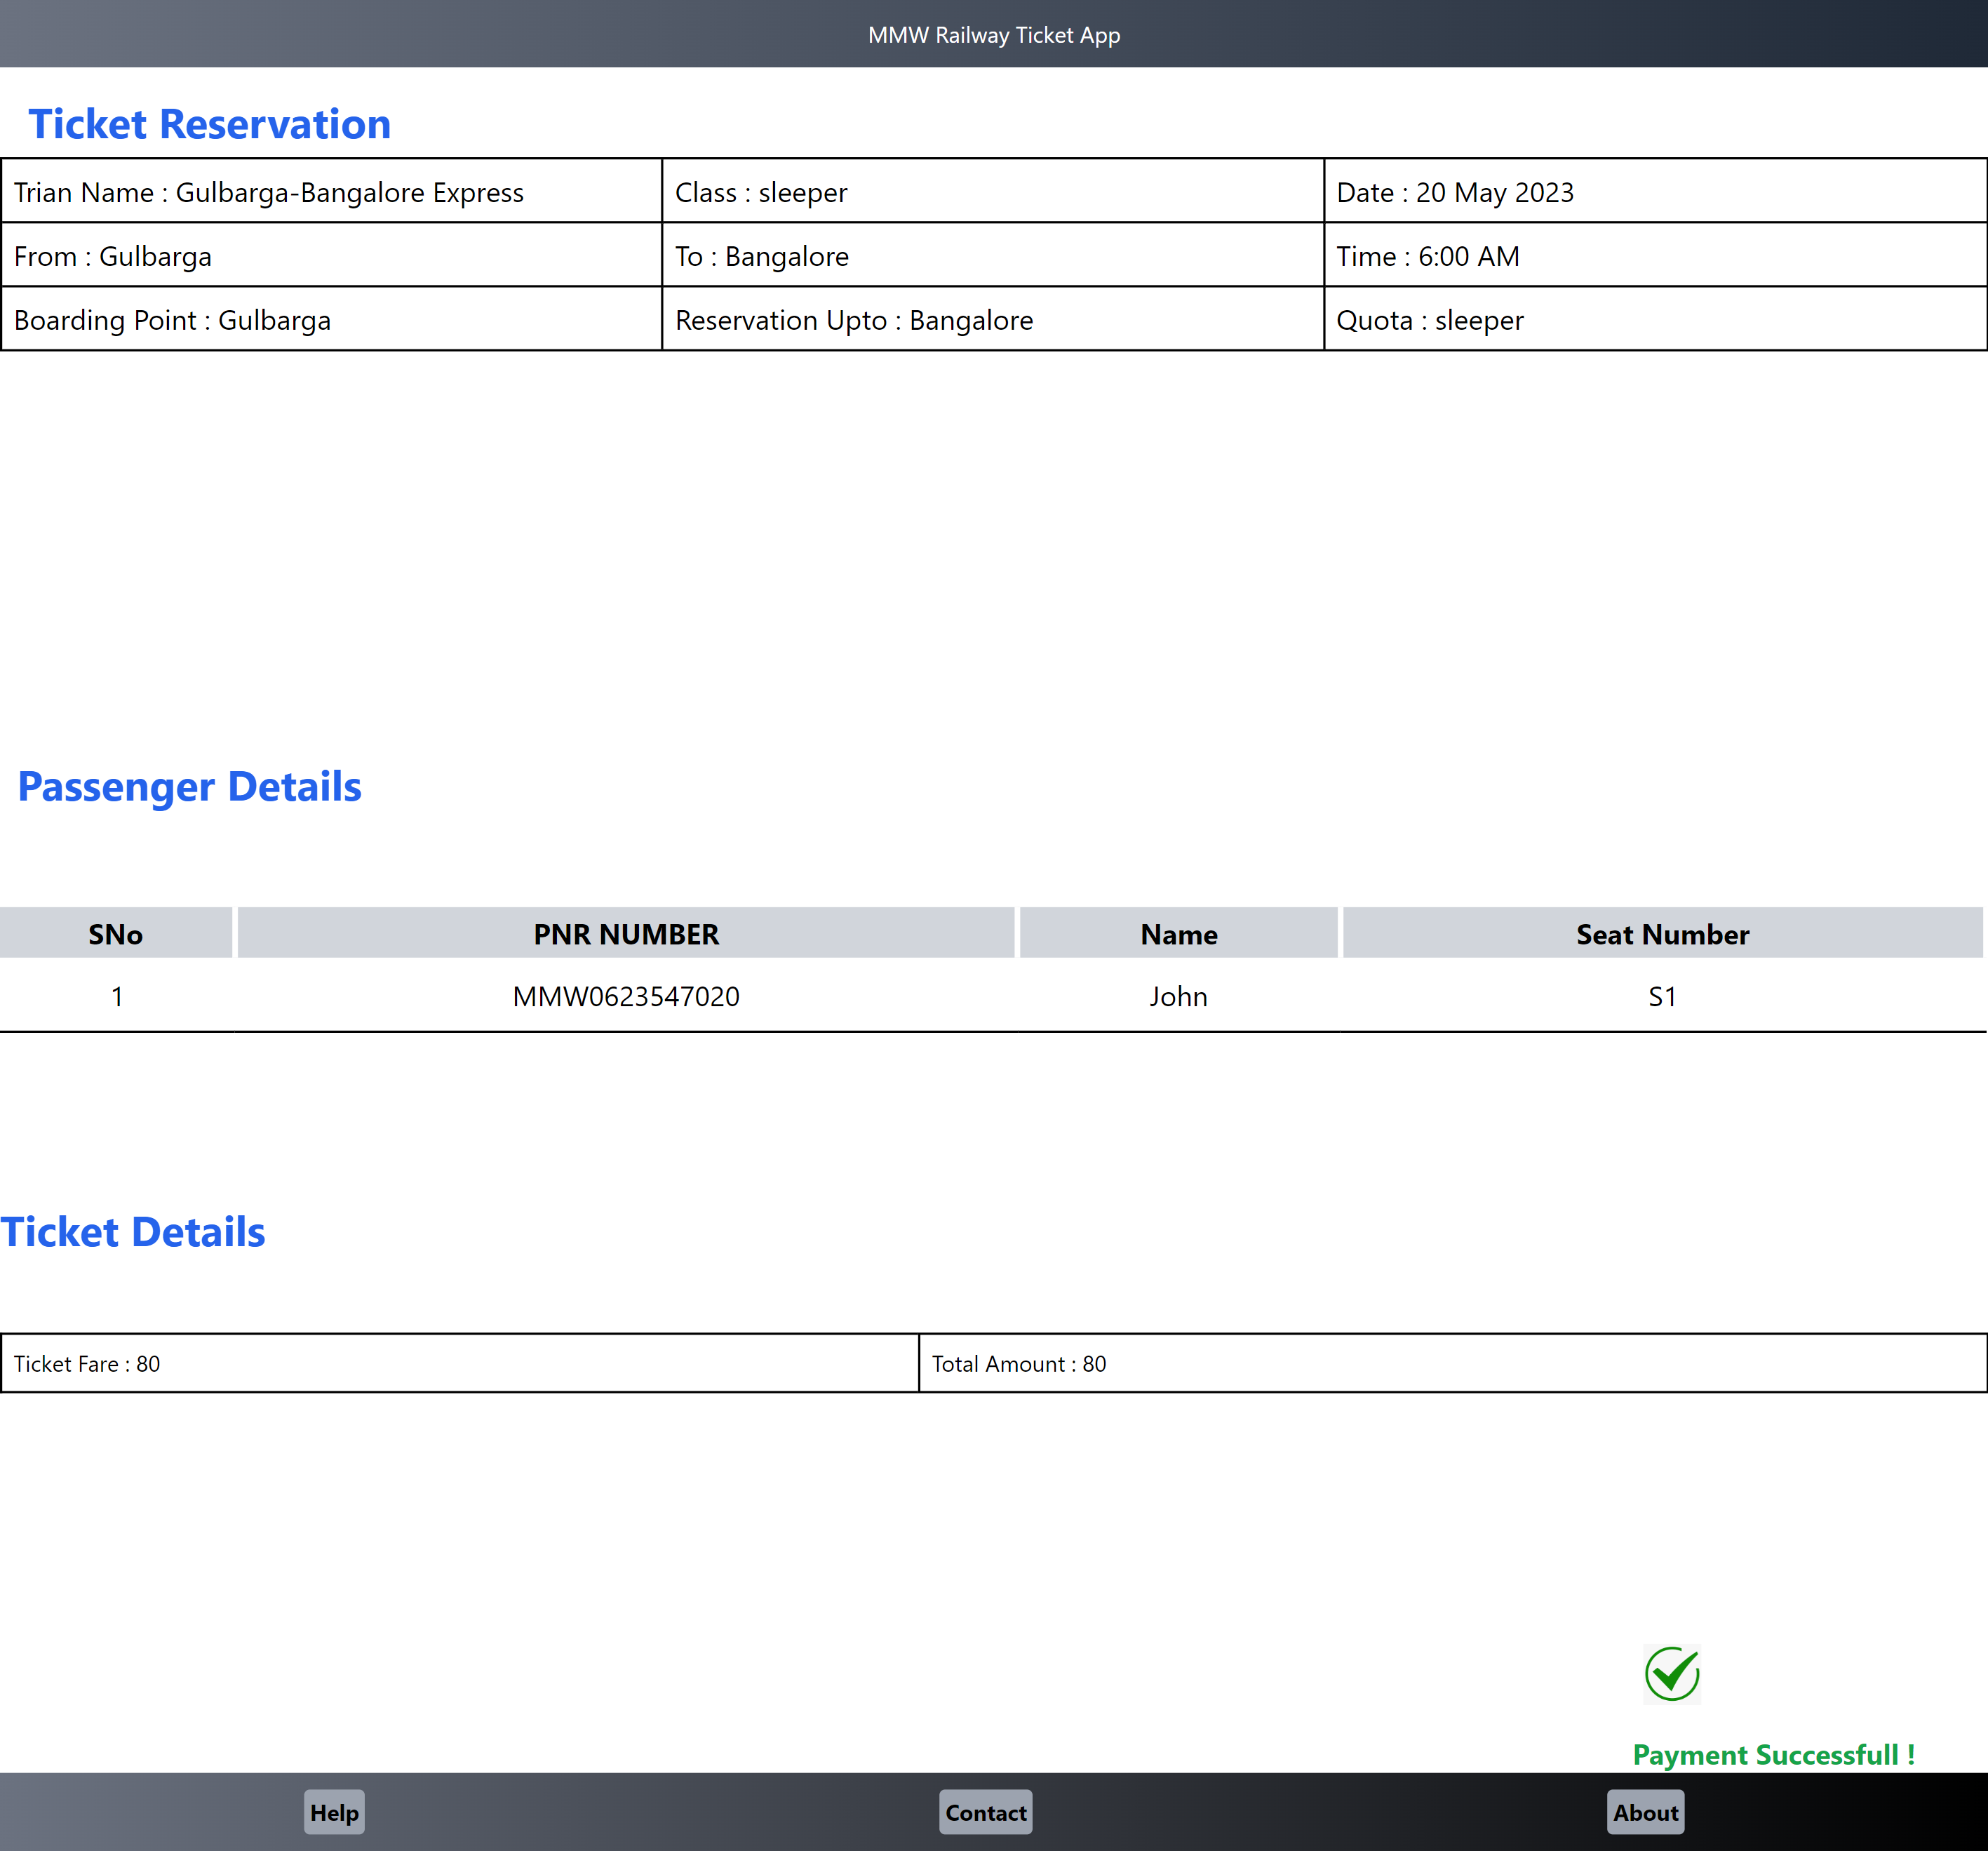 MMW Railway Ticket App
Ticket Reservation
Trian Name : Gulbarga-Bangalore Express Class : sleeper Date : 20 May 2023
From : Gulbarga To : Bangalore Time : 6:00 AM
Boarding Point : Gulbarga Reservation Upto : Bangalore Quota : sleeper
Passenger Details
SNo PNR NUMBER Name Seat Number
1 MMW0623547020 John S1
Ticket Details
Ticket Fare : 80 Total Amount : 80
Payment Successfull !
Help Contact About